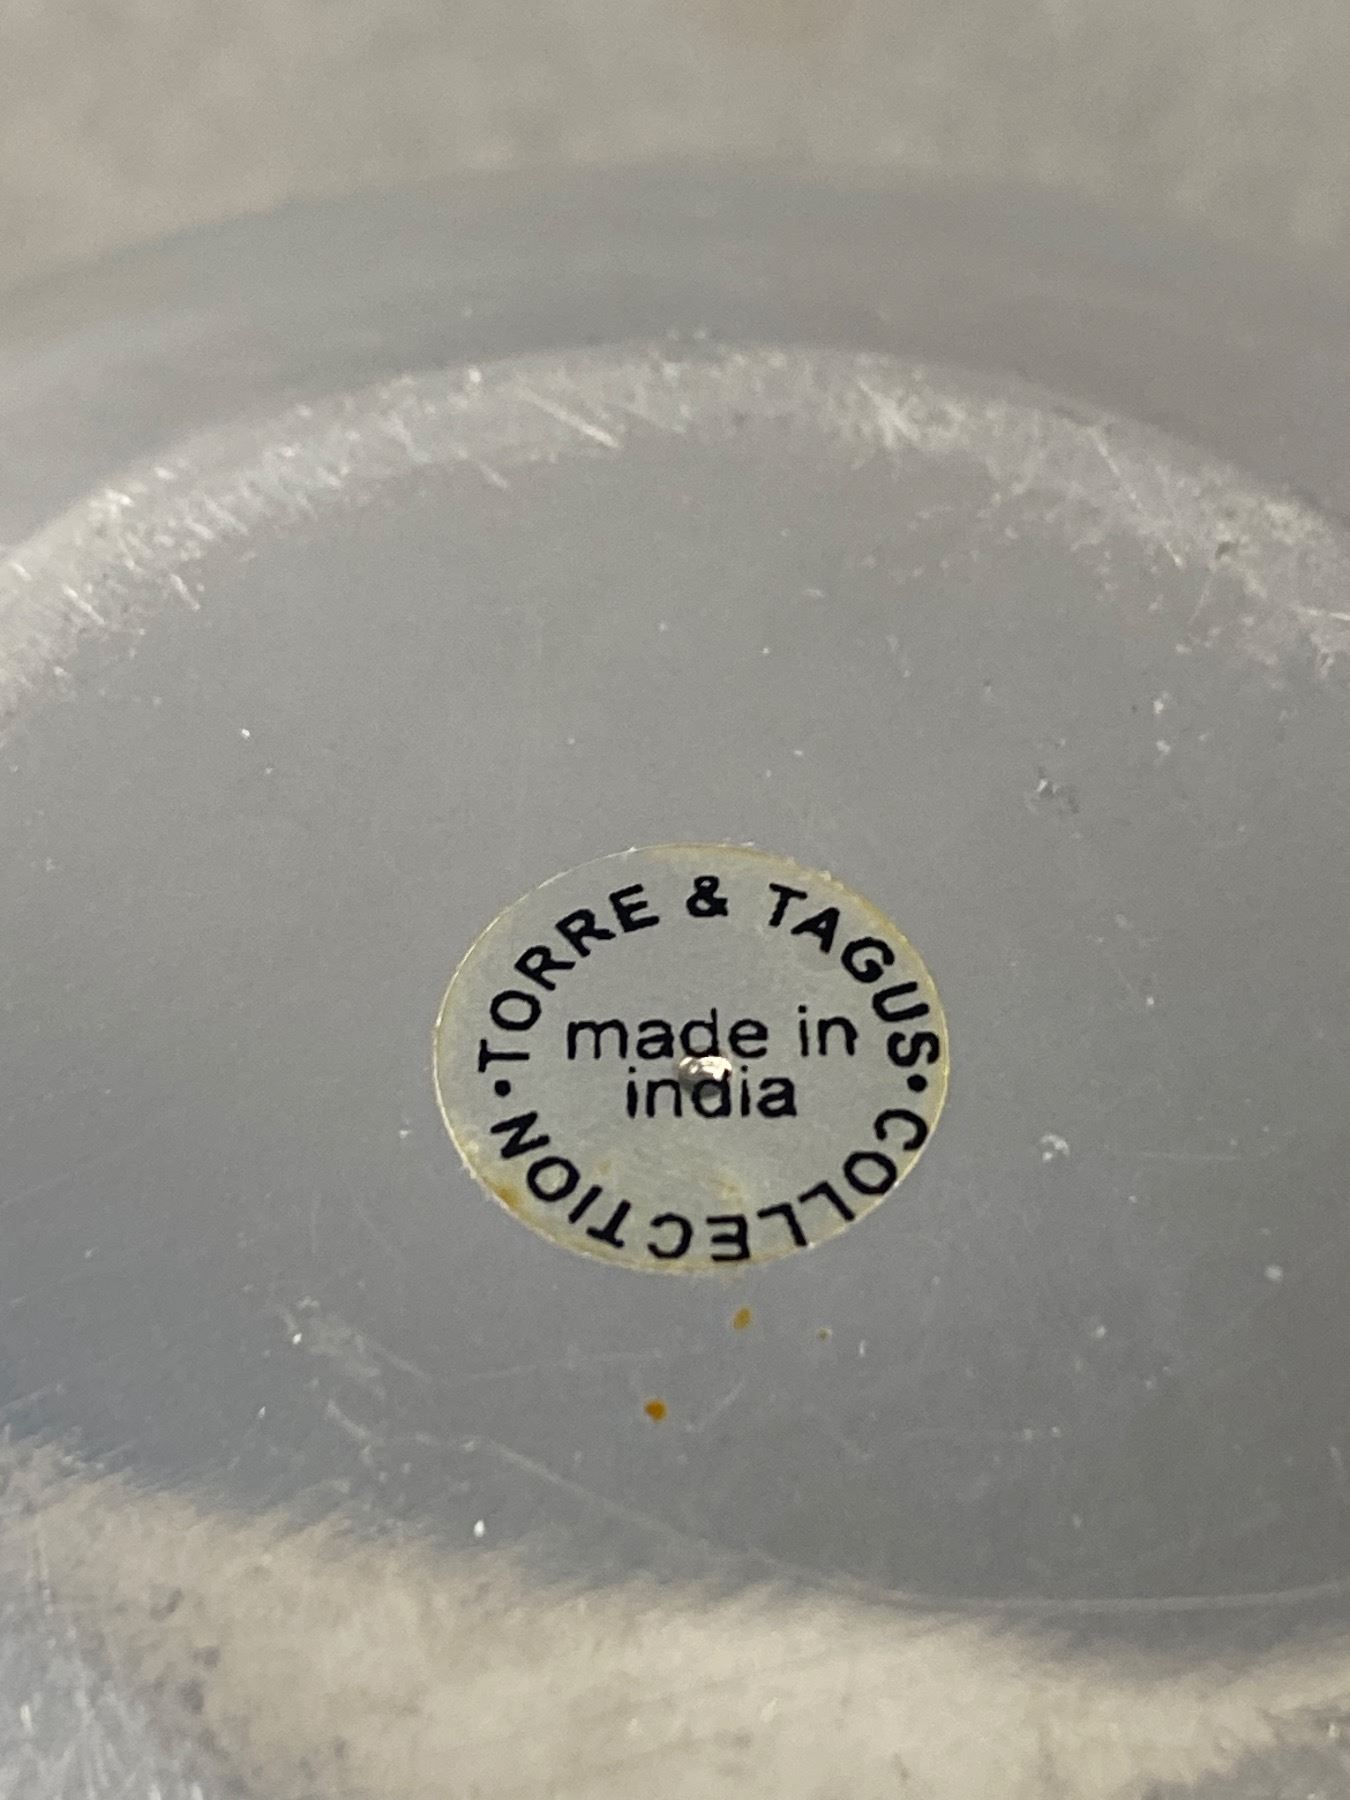 TORRE & TAGUS • COLLECTION •
made in
india